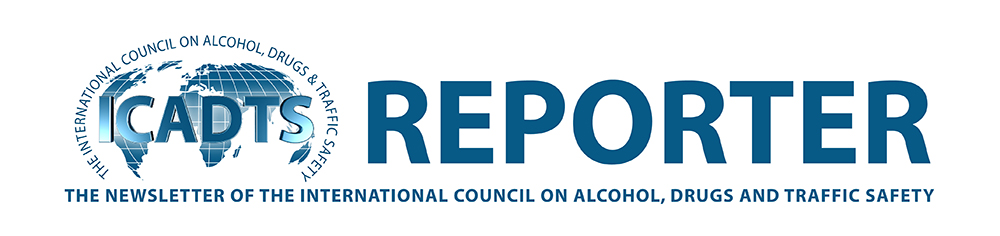 THE INTERNATIONAL COUNCIL ON ALCOHOL, DRUGS & TRAFFIC SAFETY
ICADTS
REPORTER
THE NEWSLETTER OF THE INTERNATIONAL COUNCIL ON ALCOHOL, DRUGS AND TRAFFIC SAFETY